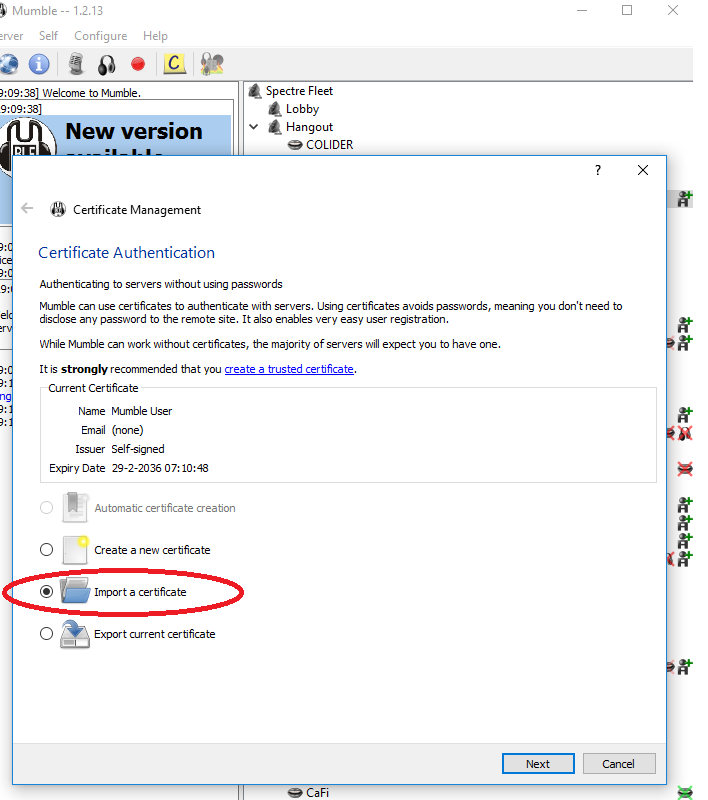 Mumble -- 1.2.13
erver Self Configure Help
C
9:09:38] Welcome to Mumble.
9:09:38]
New version
available
Spectre Fleet
Lobby
Hangout
COLIDER
? 
Certificate Management
Certificate Authentication
Authenticating to servers without using passwords
Mumble can use certificates to authenticate with servers. Using certificates avoids passwords, meaning you don't need to
disclose any password to the remote site. It also enables very easy user registration.
While Mumble can work without certificates, the majority of servers will expect you to have one.
It is strongly recommended that you create a trusted certificate.
Current Certificate
Name Mumble User
Email (none)
Issuer Self-signed
Expiry Date 29-2-2036 07:10:48
Automatic certificate creation
Create a new certificate
Import a certificate
Export current certificate
Next Cancel
CaFi